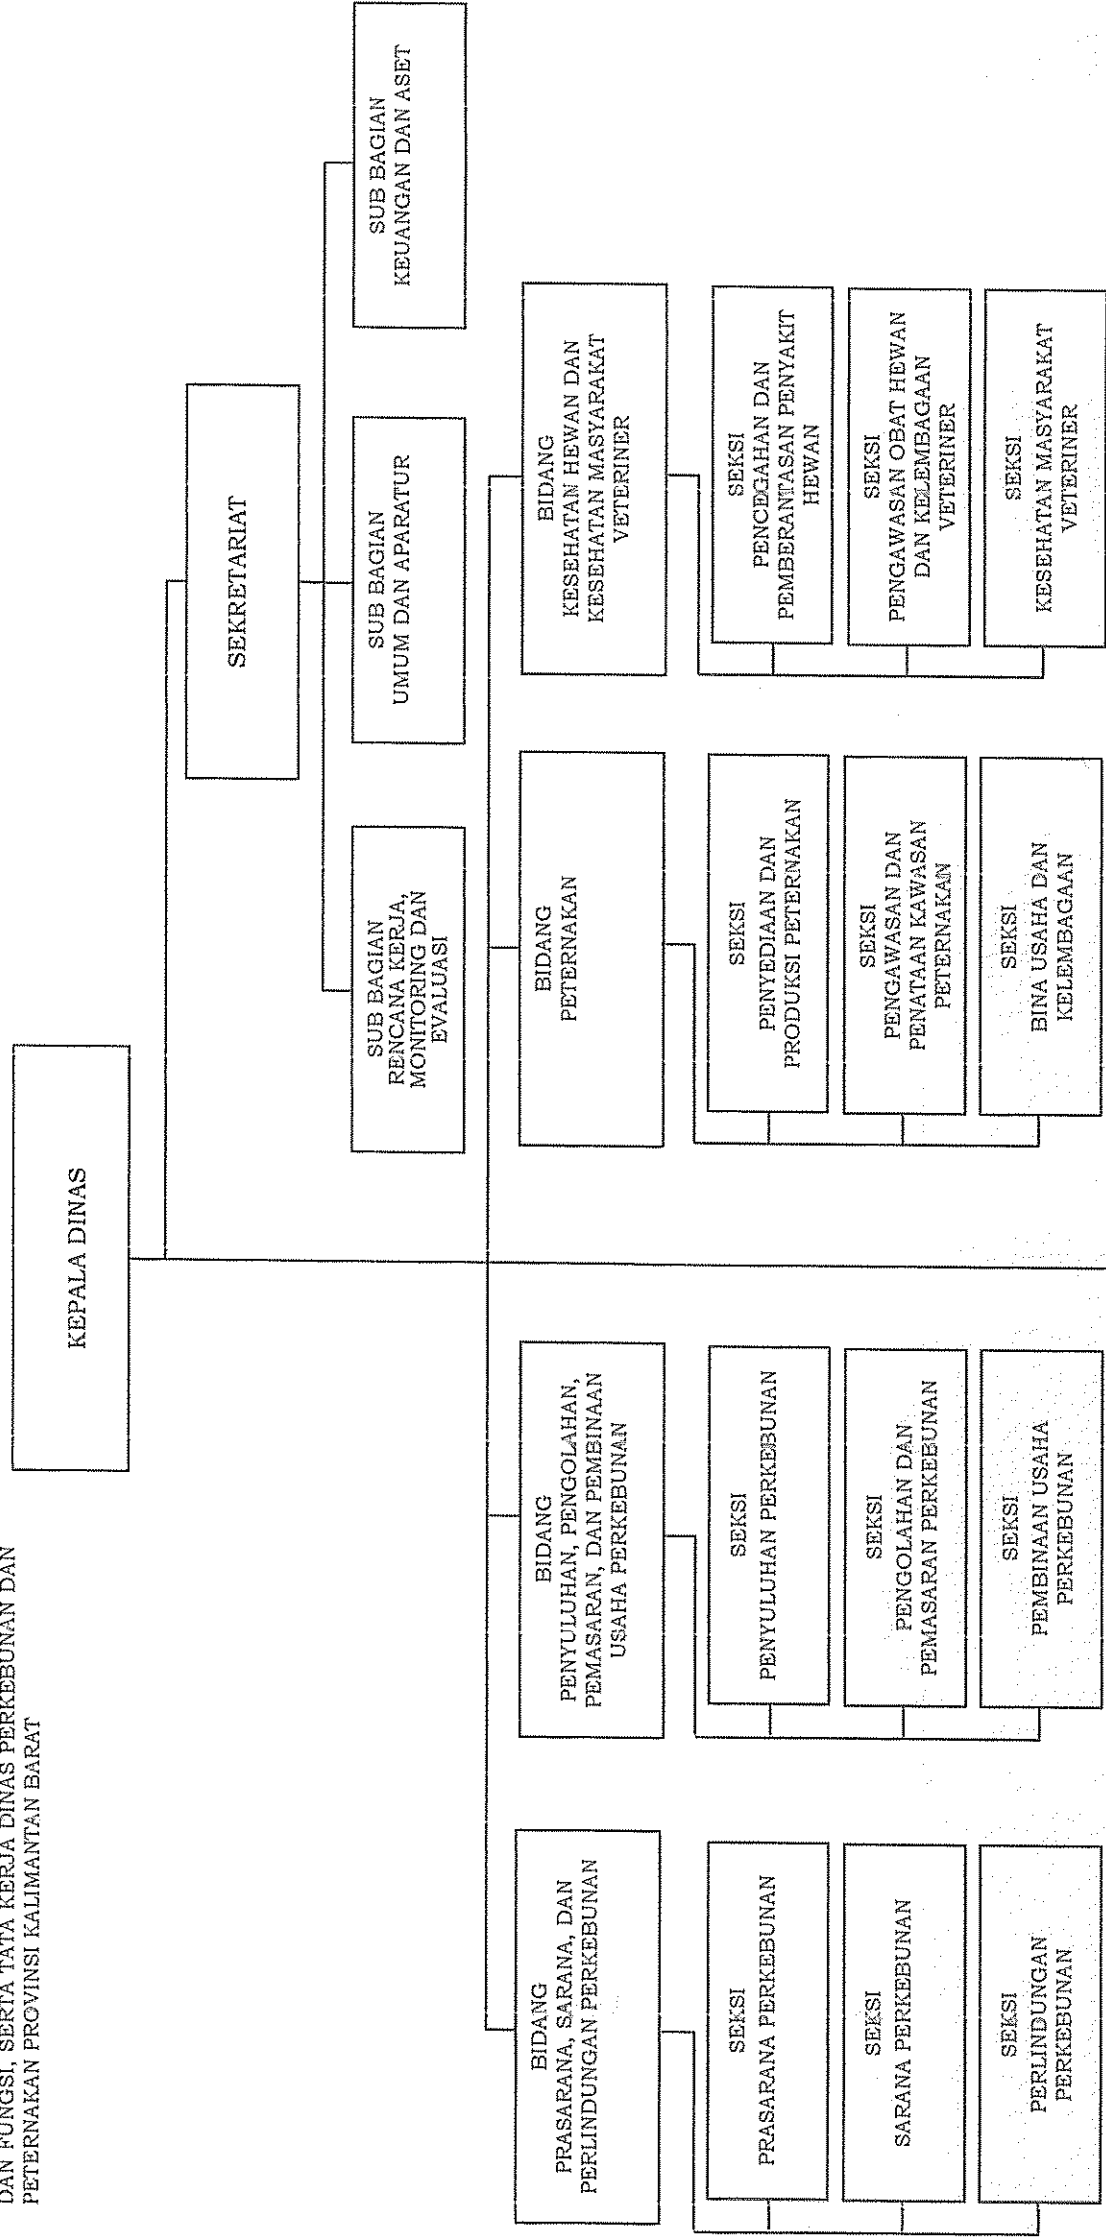 DAN FUNGSI, SERTA TATA KERJA DINAS PERKEBUNAN DAN
PETERNAKAN PROVINSI KALIMANTAN BARAT
KEPALA DINAS
SEKRETARIAT
SUB BAGIAN
RENCANA KERJA,
MONITORING DAN
EVALUASI
SUB BAGIAN
UMUM DAN APARATUR
SUB BAGIAN
KEUANGAN DAN ASET
BIDANG
PRASARANA, SARANA, DAN
PERLINDUNGAN PERKEBUNAN
SEKSI
PRASARANA PERKEBUNAN
SEKSI
SARANA PERKEBUNAN
SEKSI
PERLINDUNGAN
PERKEBUNAN
BIDANG
PENYULUHAN, PENGOLAHAN,
PEMASARAN, DAN PEMBINAAN
USAHA PERKEBUNAN
SEKSI
PENYULUHAN PERKEBUNAN
SEKSI
PENGOLAHAN DAN
PEMASARAN PERKEBUNAN
SEKSI
PEMBINAAN USAHA
PERKEBUNAN
BIDANG
PETERNAKAN
SEKSI
PENYEDIAAN DAN
PRODUKSI PETERNAKAN
SEKSI
PENGAWASAN DAN
PENATAAN KAWASAN
PETERNAKAN
SEKSI
BINA USAHA DAN
KELEMBAGAAN
BIDANG
KESEHATAN HEWAN DAN
KESEHATAN MASYARAKAT
VETERINER
SEKSI
PENCEGAHAN DAN
PEMBERANTASAN PENYAKIT
HEWAN
SEKSI
PENGAWASAN OBAT HEWAN
DAN KELEMBAGAAN
VETERINER
SEKSI
KESEHATAN MASYARAKAT
VETERINER